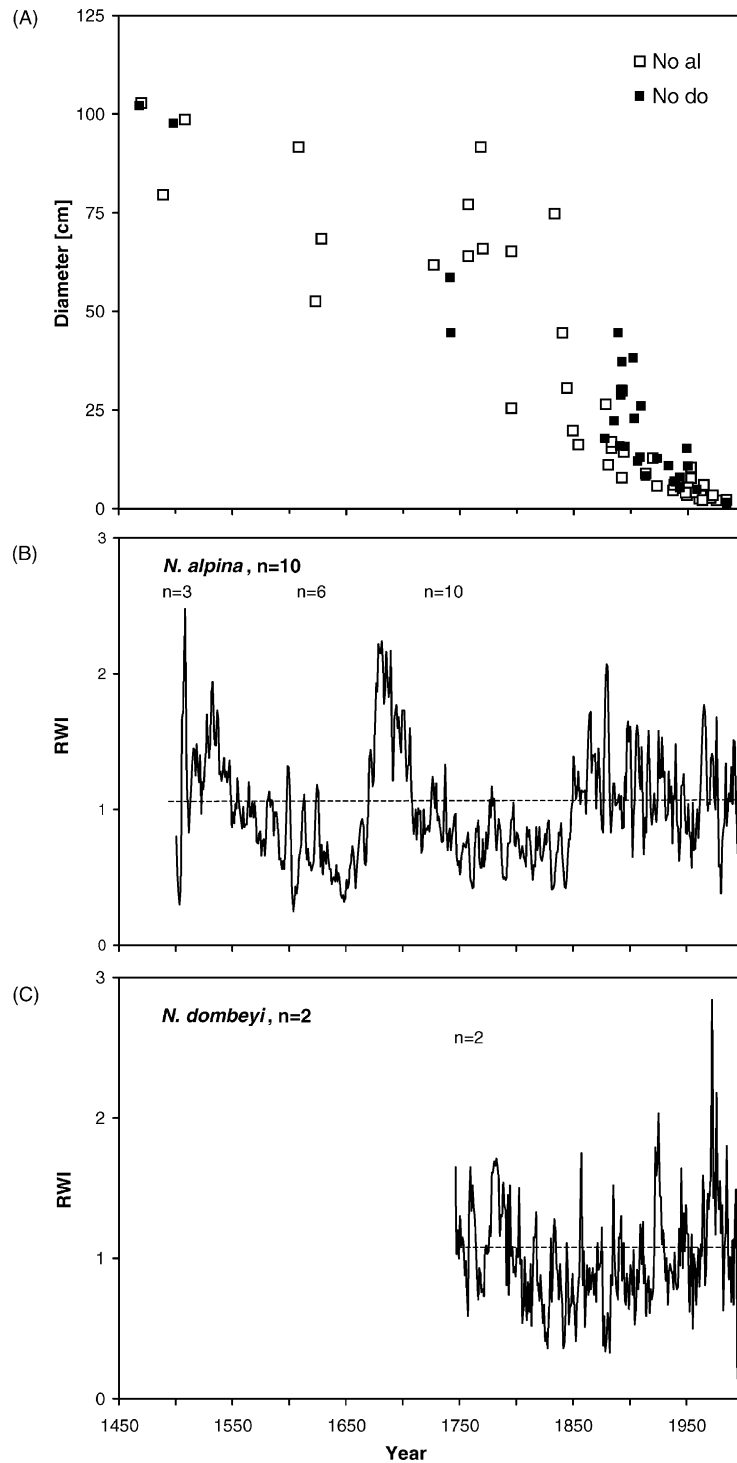 (A)
125
100
75
50
25
0
Diameter [cm]
No al
No do
(B)
3
2
1
0
RWI
N. alpina, n=10
n=3
n=6
n=10
(C)
3
2
1
0
RWI
N. dombeyi, n=2
n=2
1450
1550
1650
1750
1850
1950
Year